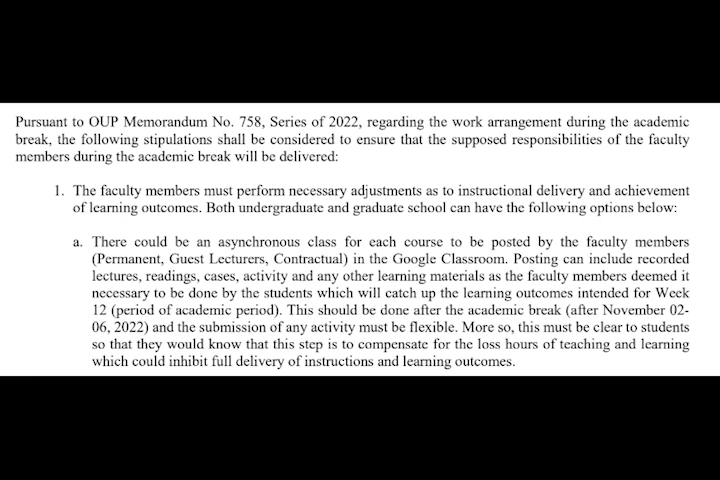 Pursuant to OUP Memorandum No. 758, Series of 2022, regarding the work arrangement during the academic
break, the following stipulations shall be considered to ensure that the supposed responsibilities of the faculty
members during the academic break will be delivered:
1. The faculty members must perform necessary adjustments as to instructional delivery and achievement
of learning outcomes. Both undergraduate and graduate school can have the following options below:
a. There could be an asynchronous class for each course to be posted by the faculty members
(Permanent, Guest Lecturers, Contractual) in the Google Classroom. Posting can include recorded
lectures, readings, cases, activity and any other learning materials as the faculty members deemed it
necessary to be done by the students which will catch up the learning outcomes intended for Week
12 (period of academic period). This should be done after the academic break (after November 02-
06, 2022) and the submission of any activity must be flexible. More so, this must be clear to students
so that they would know that this step is to compensate for the loss hours of teaching and learning
which could inhibit full delivery of instructions and learning outcomes.